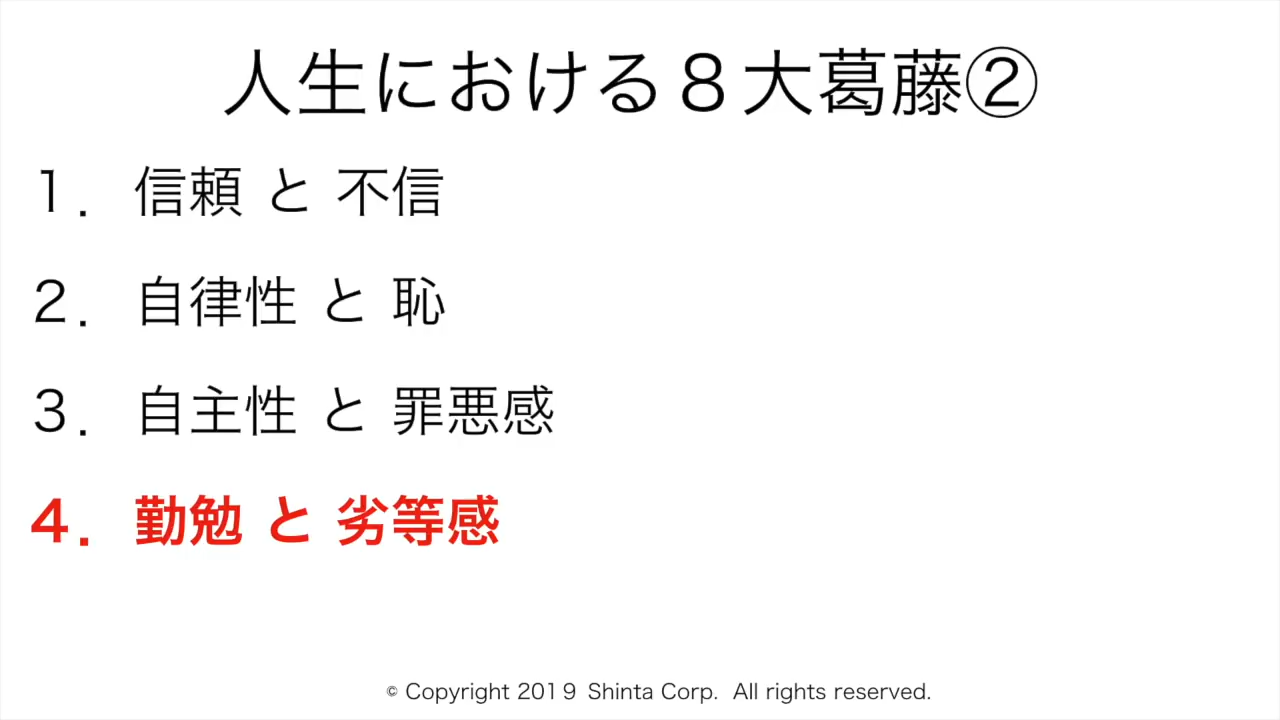 人生における８大葛藤②
１． 信頼 と 不信
２． 自律性 と 恥
３． 自主性 と 罪悪感
４． 勤勉 と 劣等感
© Copyright 201９ Shinta Corp. All rights reserved.